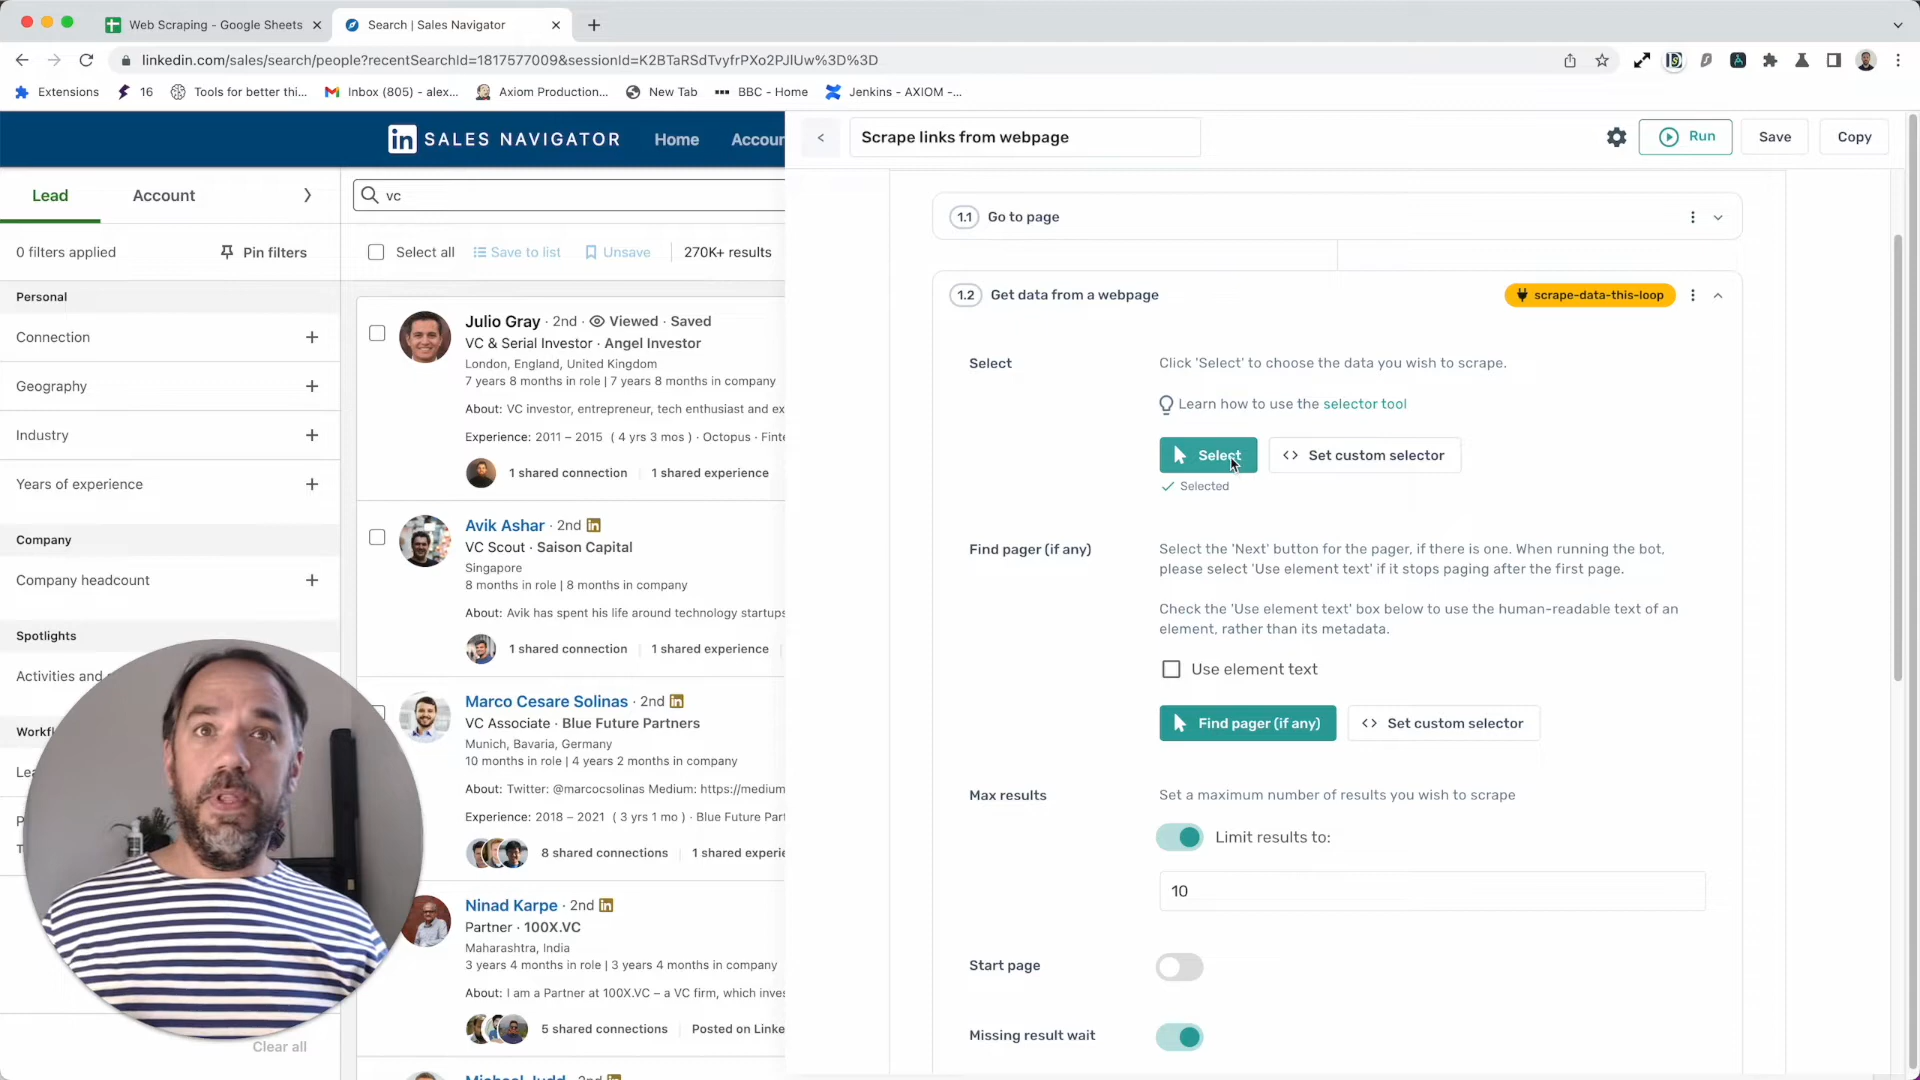 Web Scraping - Google Sheets
Search | Sales Navigator
linkedin.com/sales/search/people?recentSearchId=1817577009&sessionId=K2BTaRSdTvyfrPXo2PJlUw%3D%3D
Extensions
16
Tools for better thi...
Inbox (805) - alex...
Axiom Production...
New Tab
BBC - Home
Jenkins - AXIOM -...
in SALES NAVIGATOR
Home
Accoun
<
Scrape links from webpage
Run
Save
Copy
Lead
Account
vc
0 filters applied
Pin filters
Select all
Save to list
Unsave
270K+ results
Personal
Connection
Geography
Industry
Years of experience
Company
Company headcount
Spotlights
Activities and
Workfl
Lea
P
T
Clear all
Julio Gray · 2nd · Viewed · Saved
VC & Serial Investor · Angel Investor
London, England, United Kingdom
7 years 8 months in role | 7 years 8 months in company
About: VC investor, entrepreneur, tech enthusiast and ex
Experience: 2011 – 2015 ( 4 yrs 3 mos ) · Octopus · Finte
1 shared connection
1 shared experience
Avik Ashar · 2nd in
VC Scout · Saison Capital
Singapore
8 months in role | 8 months in company
About: Avik has spent his life around technology startups
1 shared connection
1 shared experience
Marco Cesare Solinas · 2nd in
VC Associate · Blue Future Partners
Munich, Bavaria, Germany
10 months in role | 4 years 2 months in company
About: Twitter: @marcocsolinas Medium: https://medium
Experience: 2018 – 2021 ( 3 yrs 1 mo ) · Blue Future Par
8 shared connections
1 shared experie
Ninad Karpe · 2nd in
Partner · 100X.VC
Maharashtra, India
3 years 4 months in role | 3 years 4 months in company
About: I am a Partner at 100X.VC – a VC firm, which inves
5 shared connections
Posted on Linke
1.1 Go to page
1.2 Get data from a webpage
scrape-data-this-loop
Select
Click 'Select' to choose the data you wish to scrape.
Learn how to use the selector tool
Select
<> Set custom selector
Selected
Find pager (if any)
Select the 'Next' button for the pager, if there is one. When running the bot,
please select 'Use element text' if it stops paging after the first page.
Check the 'Use element text' box below to use the human-readable text of an
element, rather than its metadata.
Use element text
Find pager (if any)
<> Set custom selector
Max results
Set a maximum number of results you wish to scrape
Limit results to:
10
Start page
Missing result wait